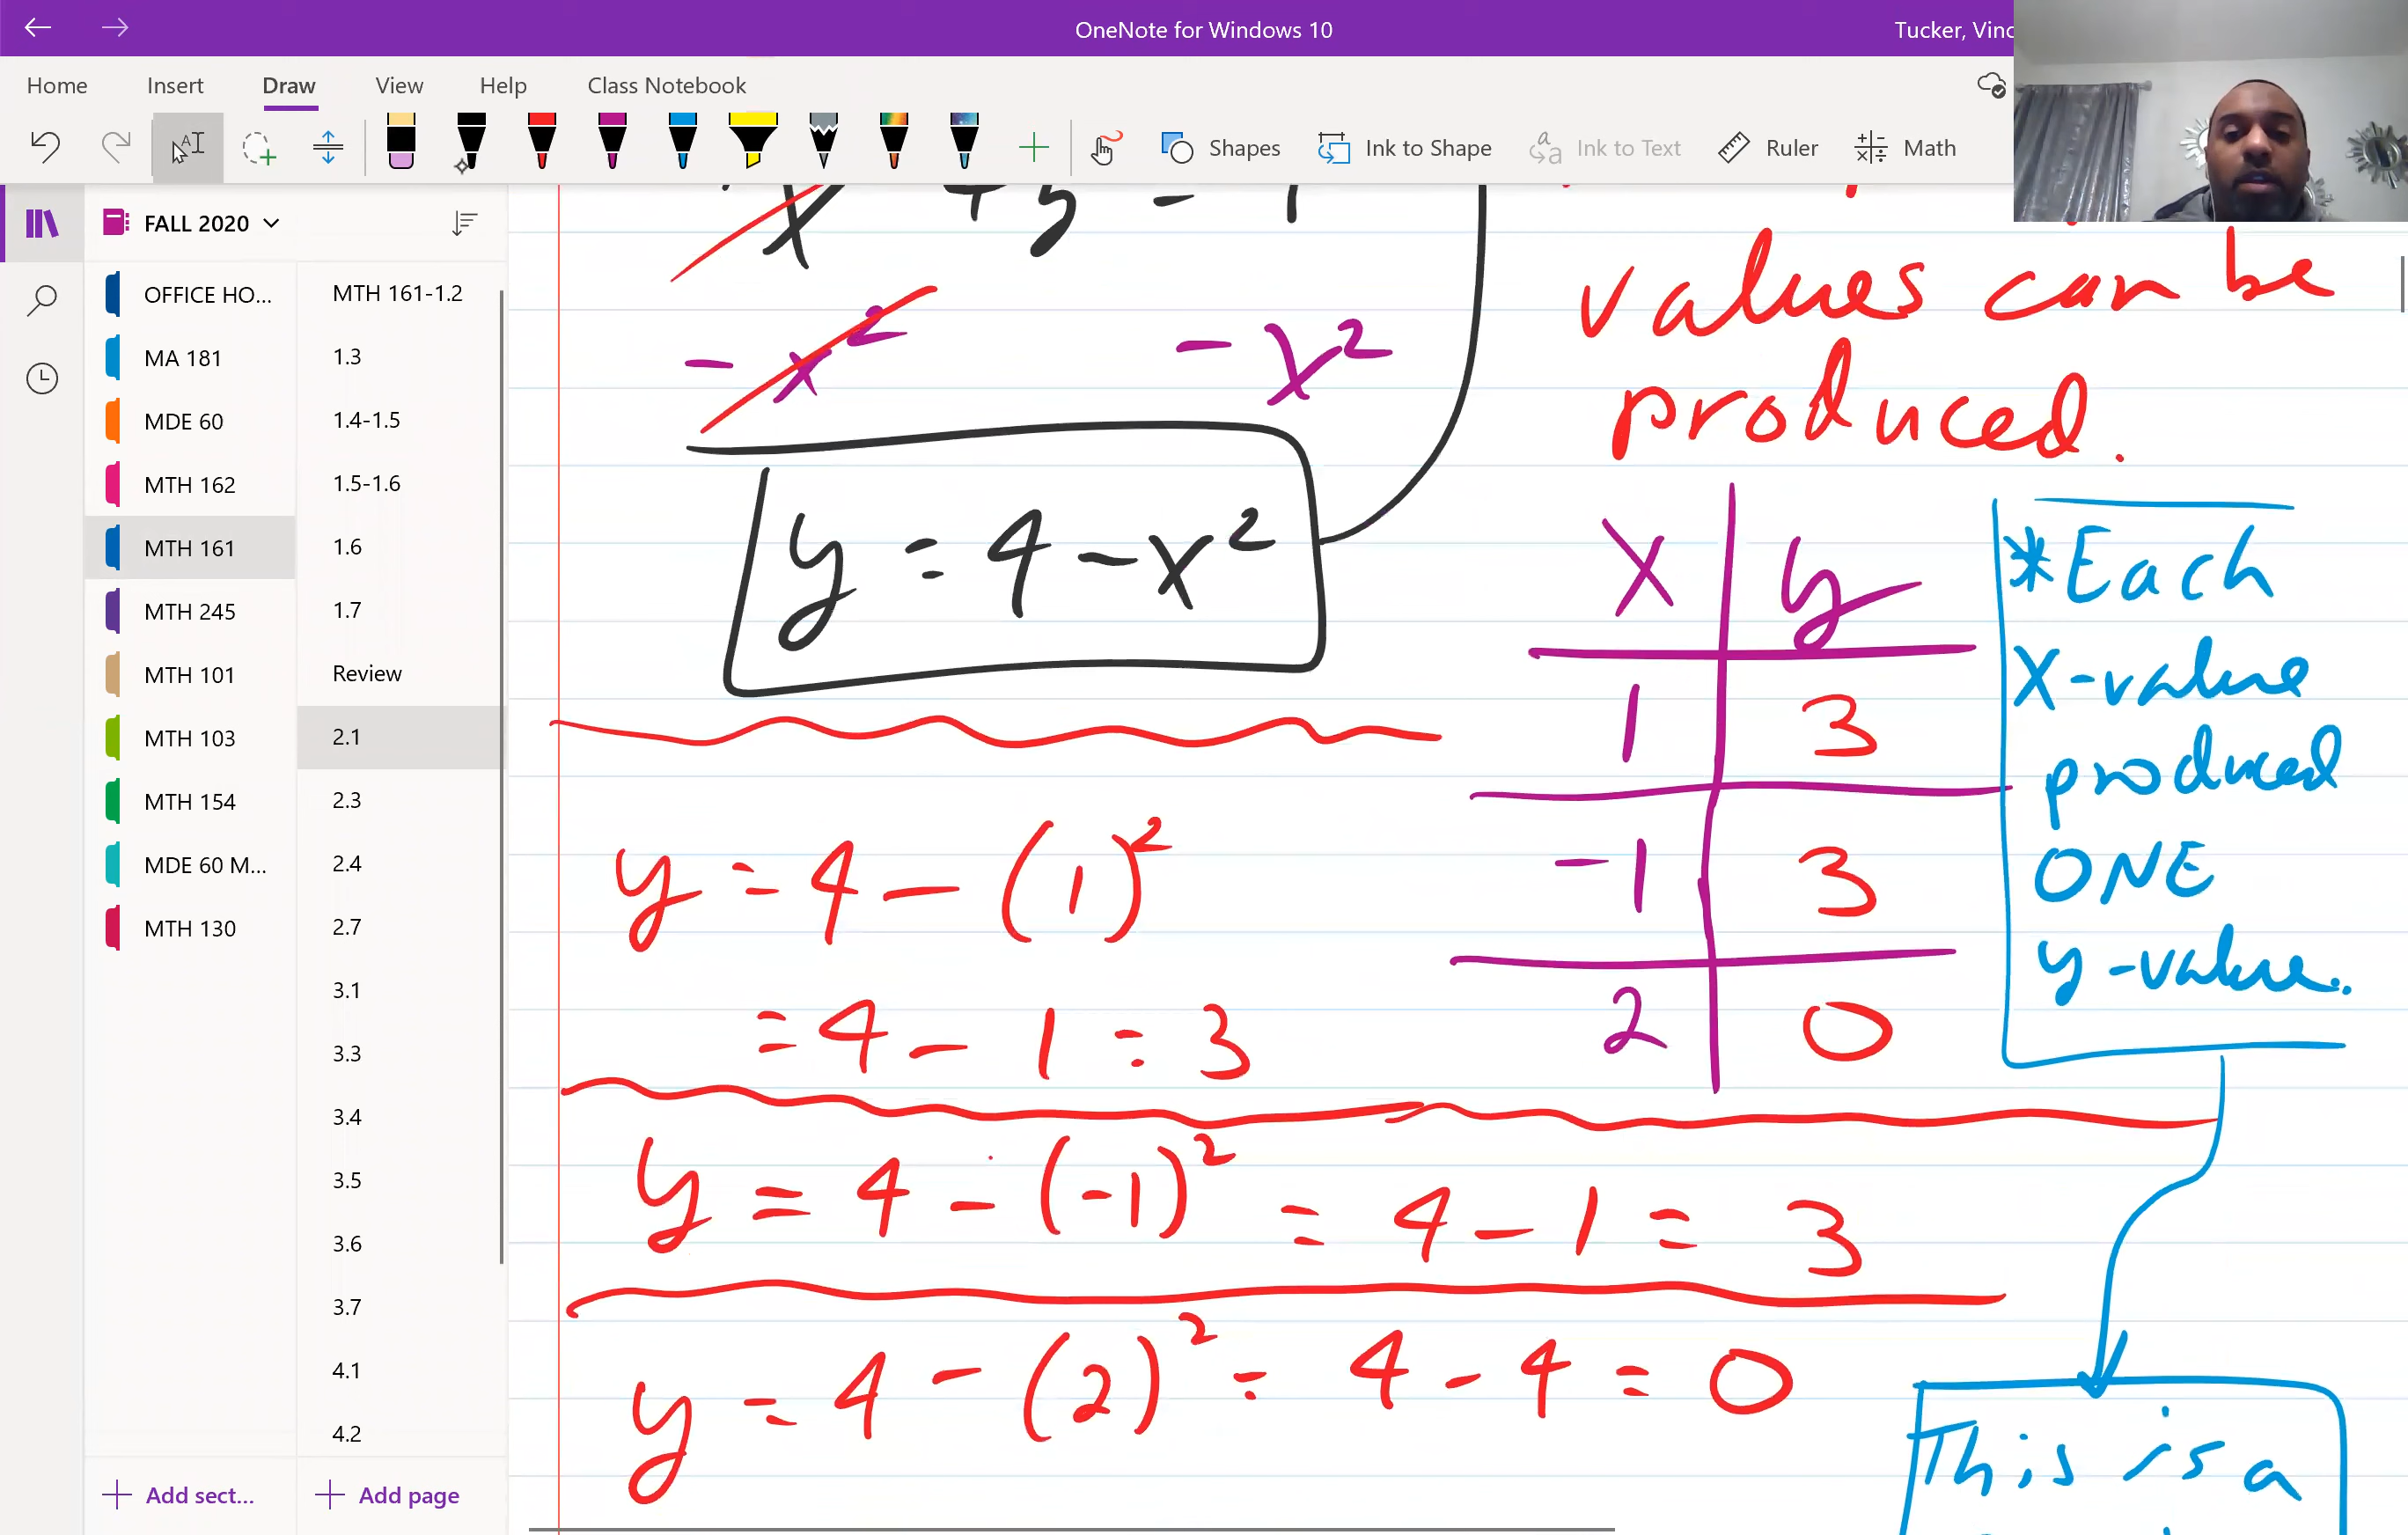 OneNote for Windows 10
Tucker, Vinc
Home Insert Draw View Help Class Notebook
Shapes Ink to Shape Ink to Text Ruler Math
FALL 2020
OFFICE HO...
MA 181
MDE 60
MTH 162
MTH 161
MTH 245
MTH 101
MTH 103
MTH 154
MDE 60 M...
MTH 130
Add sect...
MTH 161-1.2
1.3
1.4-1.5
1.5-1.6
1.6
1.7
Review
2.1
2.3
2.4
2.7
3.1
3.3
3.4
3.5
3.6
3.7
4.1
4.2
Add page
- x² - x²
y = 4 - x²
y = 4 - (1)²
= 4 - 1 = 3
y = 4 - (-1)² = 4 - 1 = 3
y = 4 - (2)² = 4 - 4 = 0
values can be
produced.
x y
1 3
-1 3
2 0
*Each
x-value
produced
ONE
y-value.
This is a